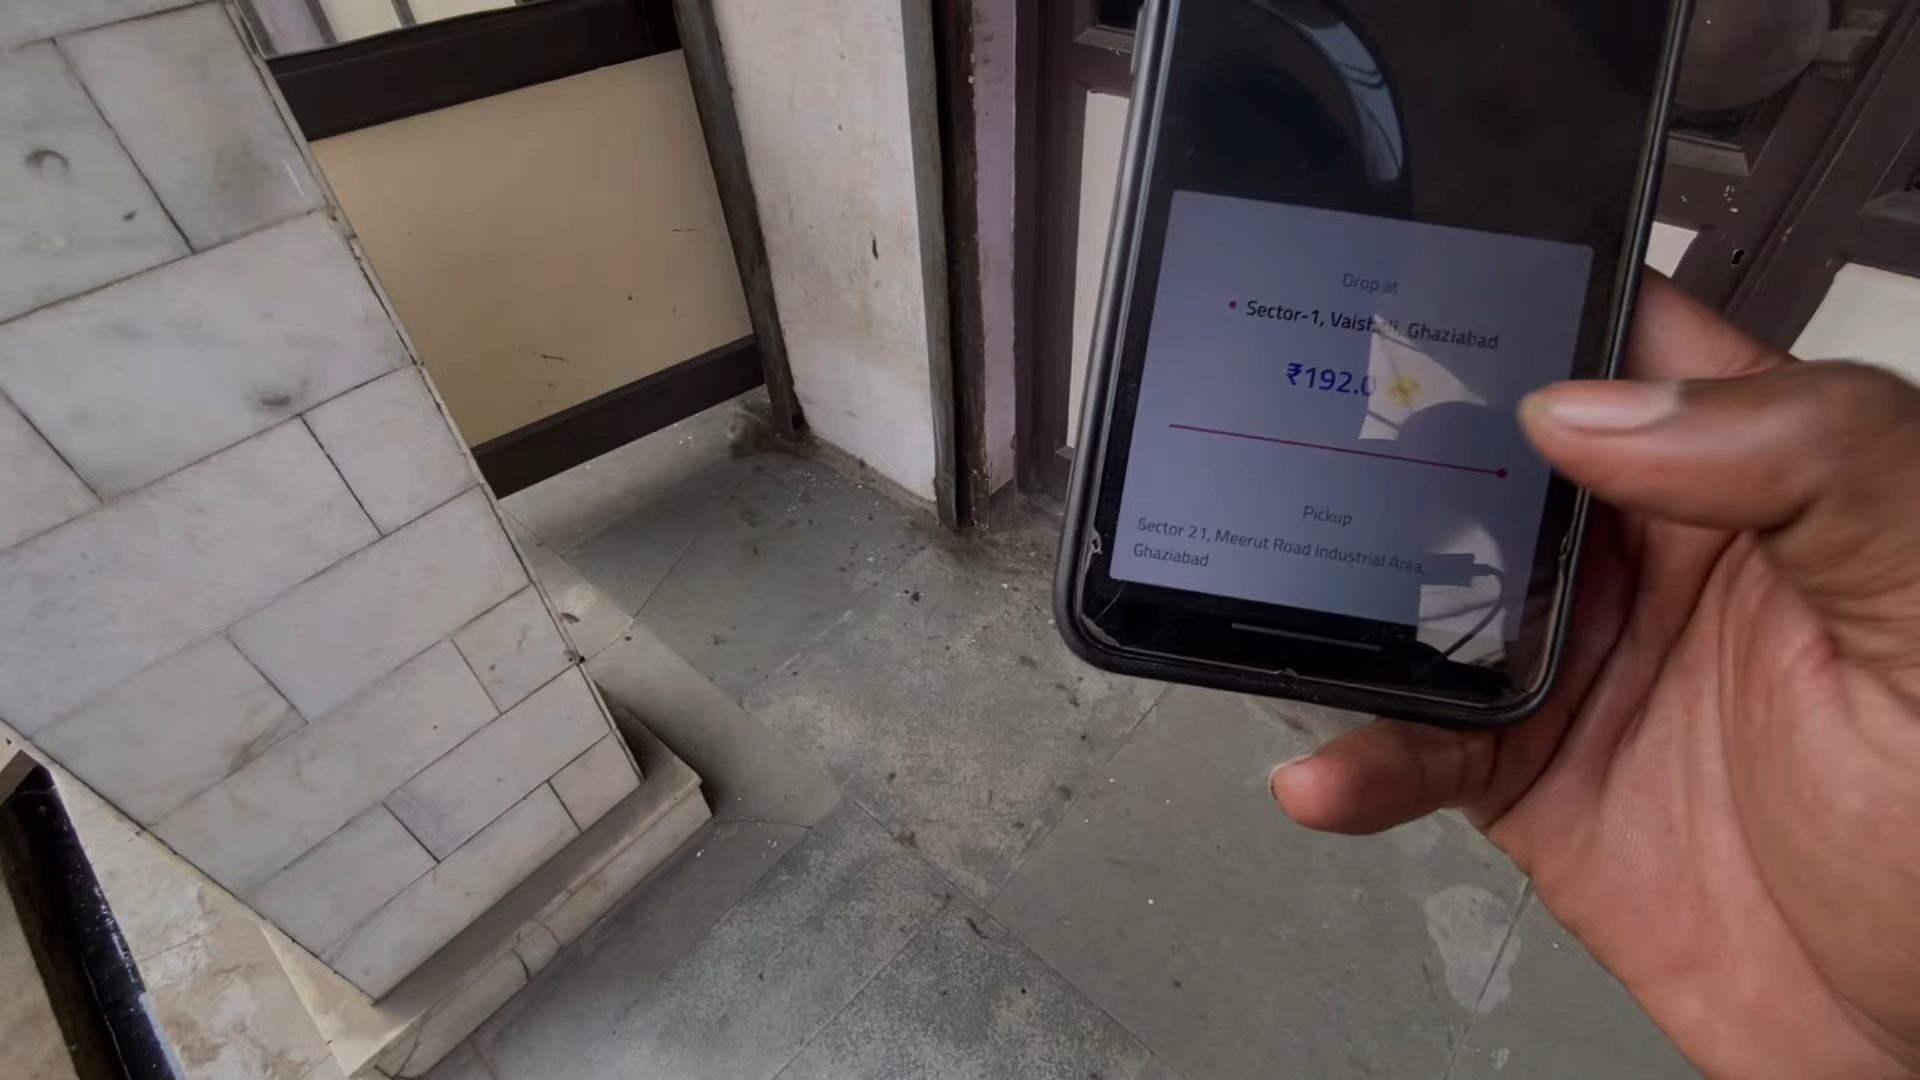 Drop at
Sector-1, Vaishali, Ghaziabad
₹192.0
Pickup
Sector 21, Meerut Road Industrial Area,
Ghaziabad